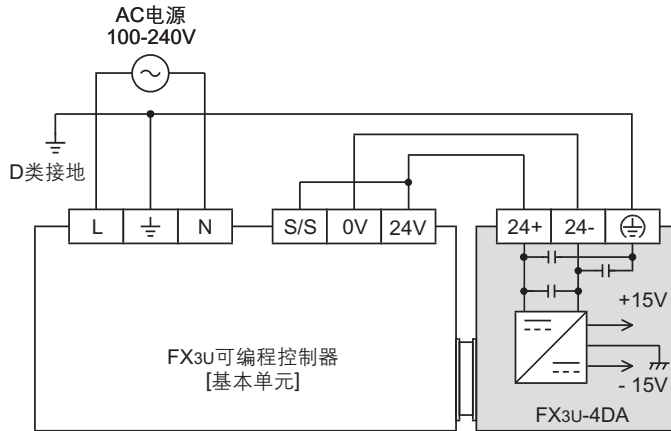 AC电源
100-240V
D类接地
L
N
S/S
0V
24V
24+
24-
+15V
- 15V
FX3U可编程控制器
[基本单元]
FX3U-4DA